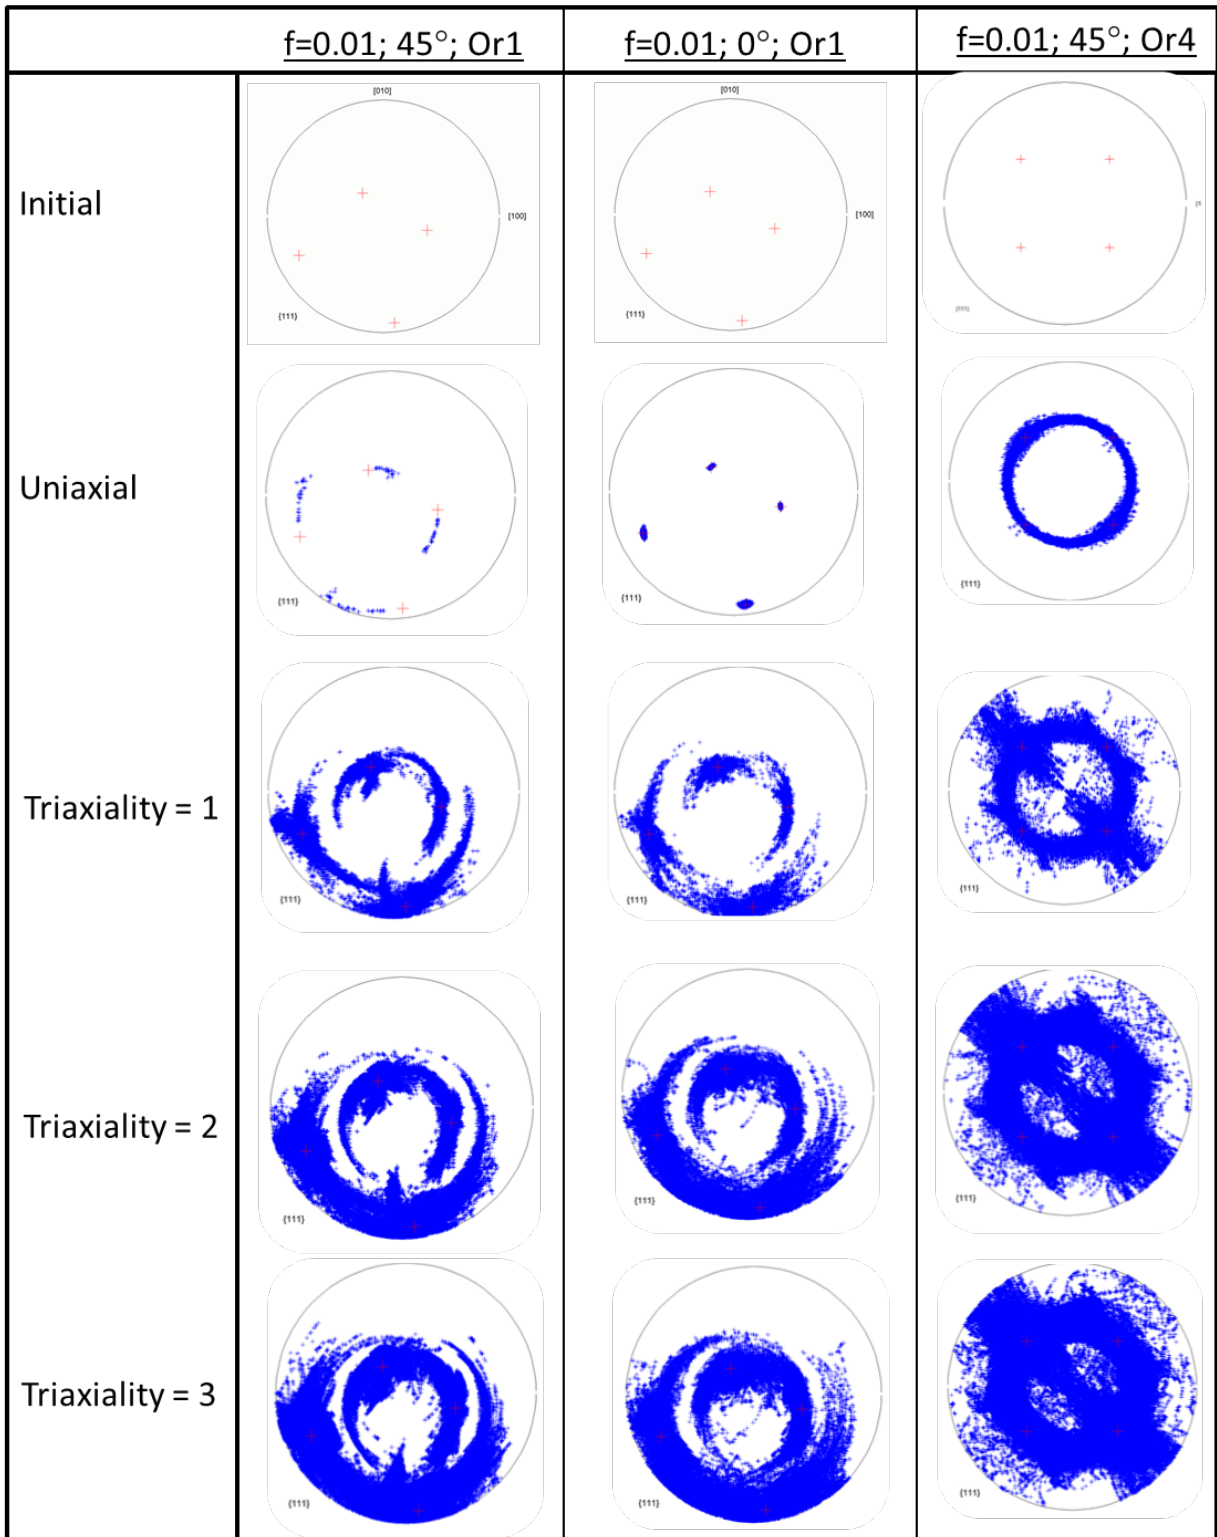 f=0.01; 45°; Or1 f=0.01; 0°; Or1 f=0.01; 45°; Or4
Initial
[010] [010]
[100] [100]
{111} {111} {111}
Uniaxial
{111} {111} {111}
Triaxiality = 1
{111} {111} {111}
Triaxiality = 2
{111} {111} {111}
Triaxiality = 3
{111} {111} {111}